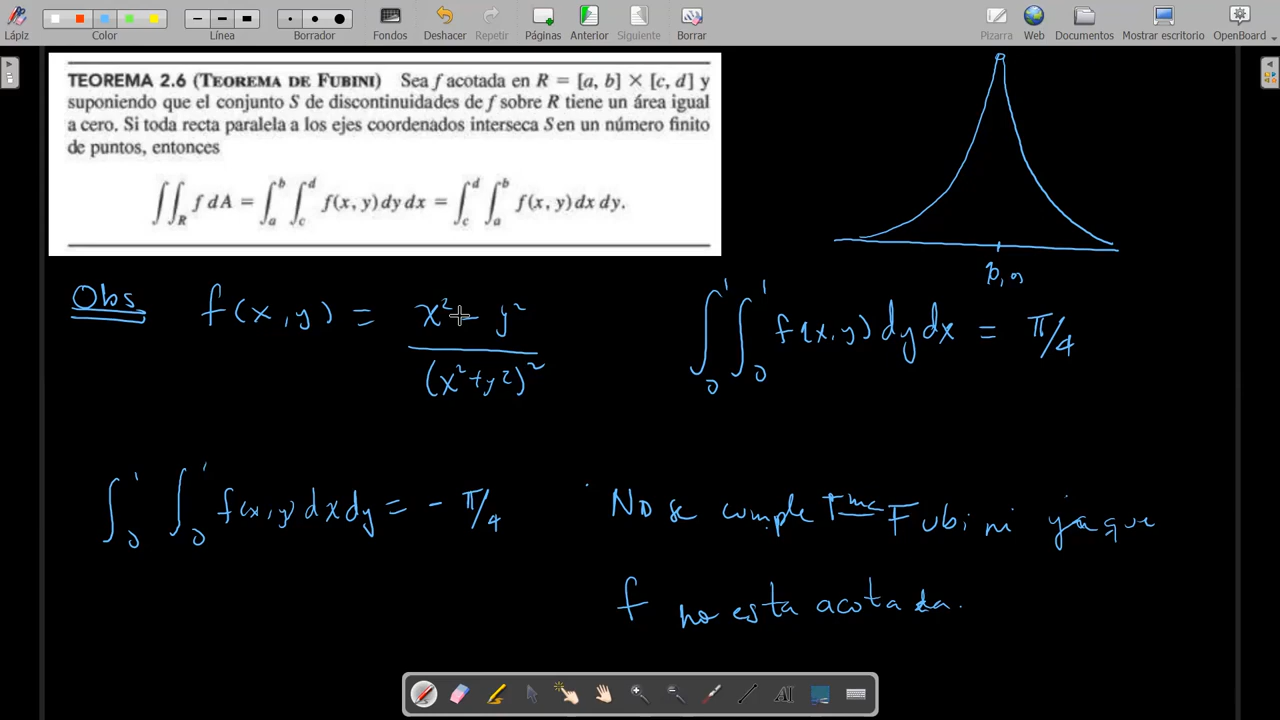 Lápiz Color Línea Borrador Fondos Deshacer Repetir Páginas Anterior Siguiente Borrar Pizarra Web Documentos Mostrar escritorio OpenBoard
TEOREMA 2.6 (TEOREMA DE FUBINI) Sea f acotada en R = [a, b] × [c, d] y
suponiendo que el conjunto S de discontinuidades de f sobre R tiene un área igual
a cero. Si toda recta paralela a los ejes coordenados interseca S en un número finito
de puntos, entonces
∬_R f dA = ∫_a^b ∫_c^d f(x, y) dy dx = ∫_c^d ∫_a^b f(x, y) dx dy.
Obs f(x,y) = (x² - y²)/(x²+y²)²
∫_0^1 ∫_0^1 f(x,y) dy dx = π/4
∫_0^1 ∫_0^1 f(x,y) dx dy = - π/4
No se cumple Fubini ya que
f no esta acotada.
AI